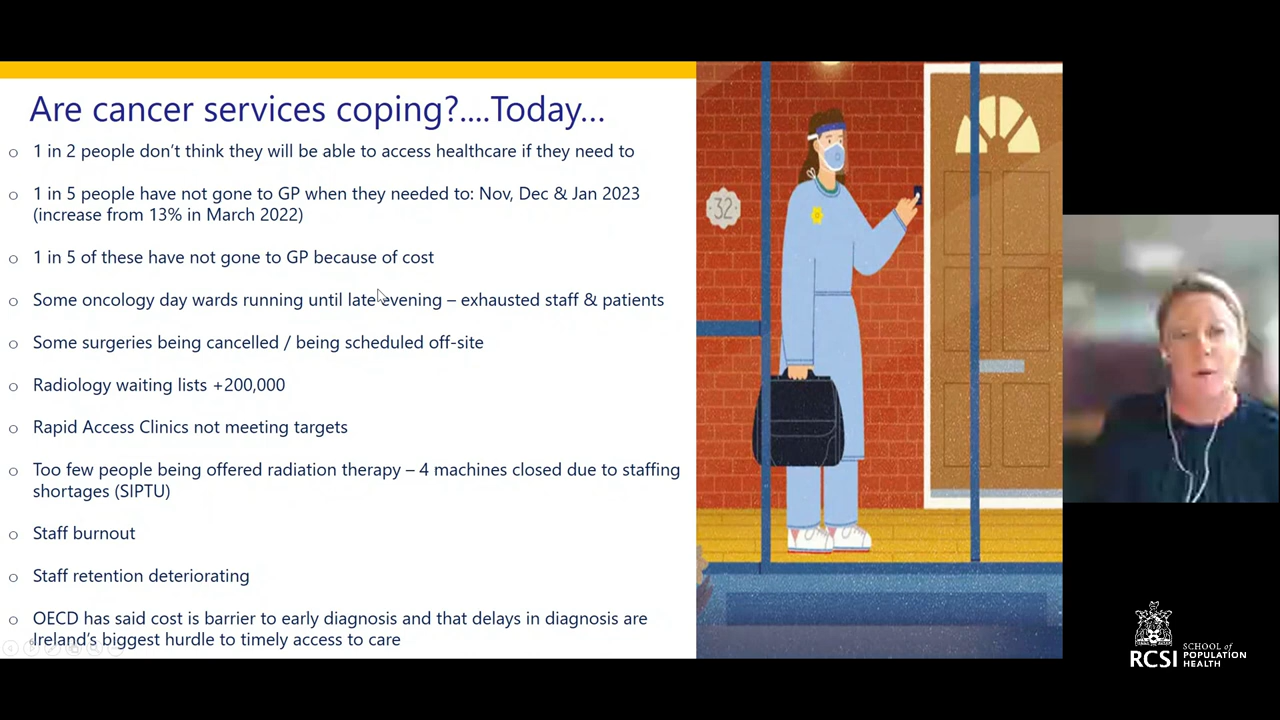 Are cancer services coping?....Today...
o 1 in 2 people don't think they will be able to access healthcare if they need to
o 1 in 5 people have not gone to GP when they needed to: Nov, Dec & Jan 2023
(increase from 13% in March 2022)
o 1 in 5 of these have not gone to GP because of cost
o Some oncology day wards running until late evening – exhausted staff & patients
o Some surgeries being cancelled / being scheduled off-site
o Radiology waiting lists +200,000
o Rapid Access Clinics not meeting targets
o Too few people being offered radiation therapy – 4 machines closed due to staffing
shortages (SIPTU)
o Staff burnout
o Staff retention deteriorating
o OECD has said cost is barrier to early diagnosis and that delays in diagnosis are
Ireland's biggest hurdle to timely access to care
32
RCSI
SCHOOL of
POPULATION
HEALTH